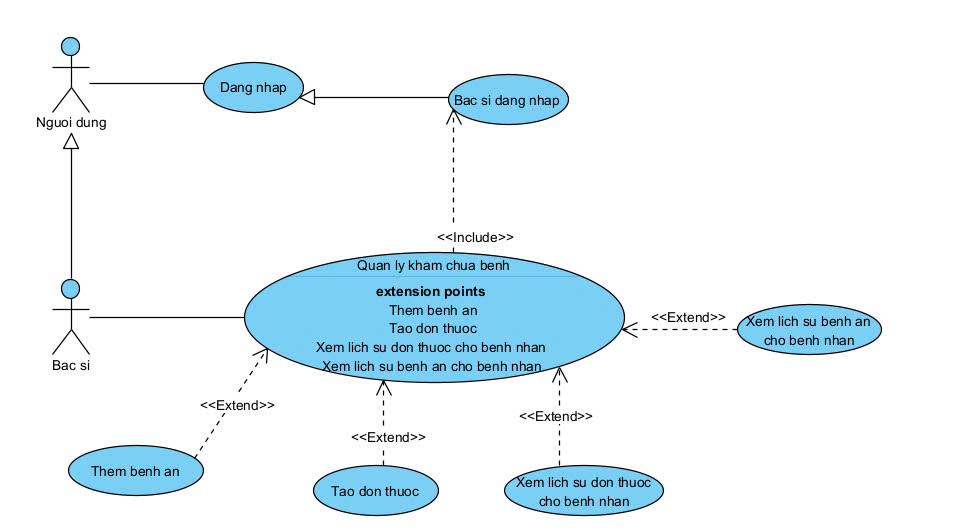 Dang nhap
Bac si dang nhap
Nguoi dung
<<Include>>
Quan ly kham chua benh
extension points
Them benh an
Tao don thuoc
Xem lich su don thuoc cho benh nhan
Xem lich su benh an cho benh nhan
<<Extend>>
Xem lich su benh an
cho benh nhan
Bac si
<<Extend>>
<<Extend>>
<<Extend>>
Them benh an
Tao don thuoc
Xem lich su don thuoc
cho benh nhan